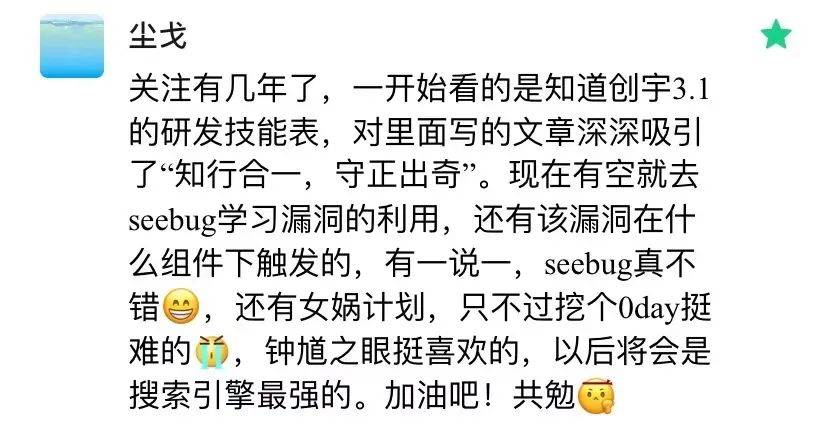 尘戈
关注有几年了，一开始看的是知道创宇3.1
的研发技能表，对里面写的文章深深吸引
了“知行合一，守正出奇”。现在有空就去
seebug学习漏洞的利用，还有该漏洞在什
么组件下触发的，有一说一，seebug真不
错😁，还有女娲计划，只不过挖个0day挺
难的😭，钟馗之眼挺喜欢的，以后将会是
搜索引擎最强的。加油吧！共勉